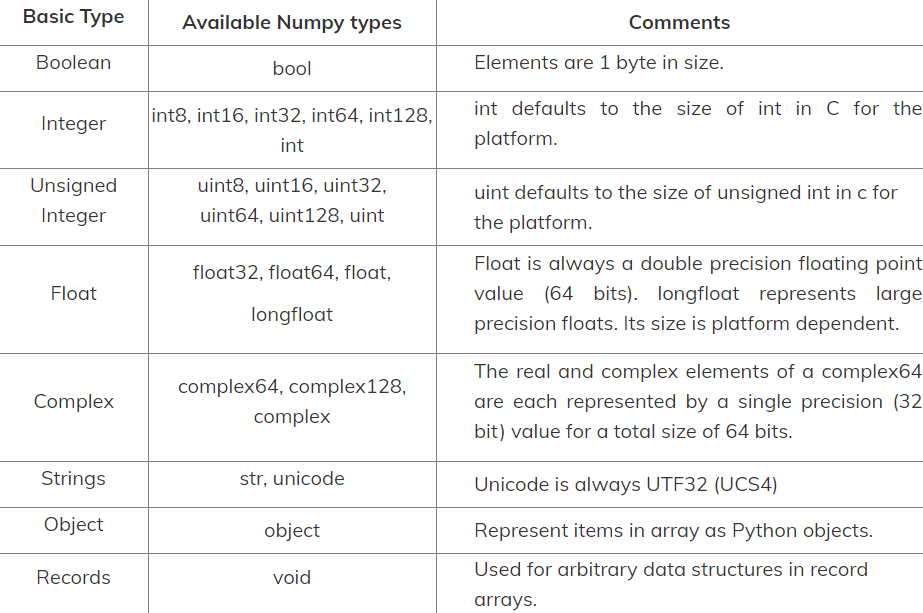 Basic Type
Available Numpy types
Comments
Boolean
bool
Elements are 1 byte in size.
Integer
int8, int16, int32, int64, int128,
int
int defaults to the size of int in C for the
platform.
Unsigned
Integer
uint8, uint16, uint32,
uint64, uint128, uint
uint defaults to the size of unsigned int in c for
the platform.
Float
float32, float64, float,
longfloat
Float is always a double precision floating point
value (64 bits). longfloat represents large
precision floats. Its size is platform dependent.
Complex
complex64, complex128,
complex
The real and complex elements of a complex64
are each represented by a single precision (32
bit) value for a total size of 64 bits.
Strings
str, unicode
Unicode is always UTF32 (UCS4)
Object
object
Represent items in array as Python objects.
Records
void
Used for arbitrary data structures in record
arrays.